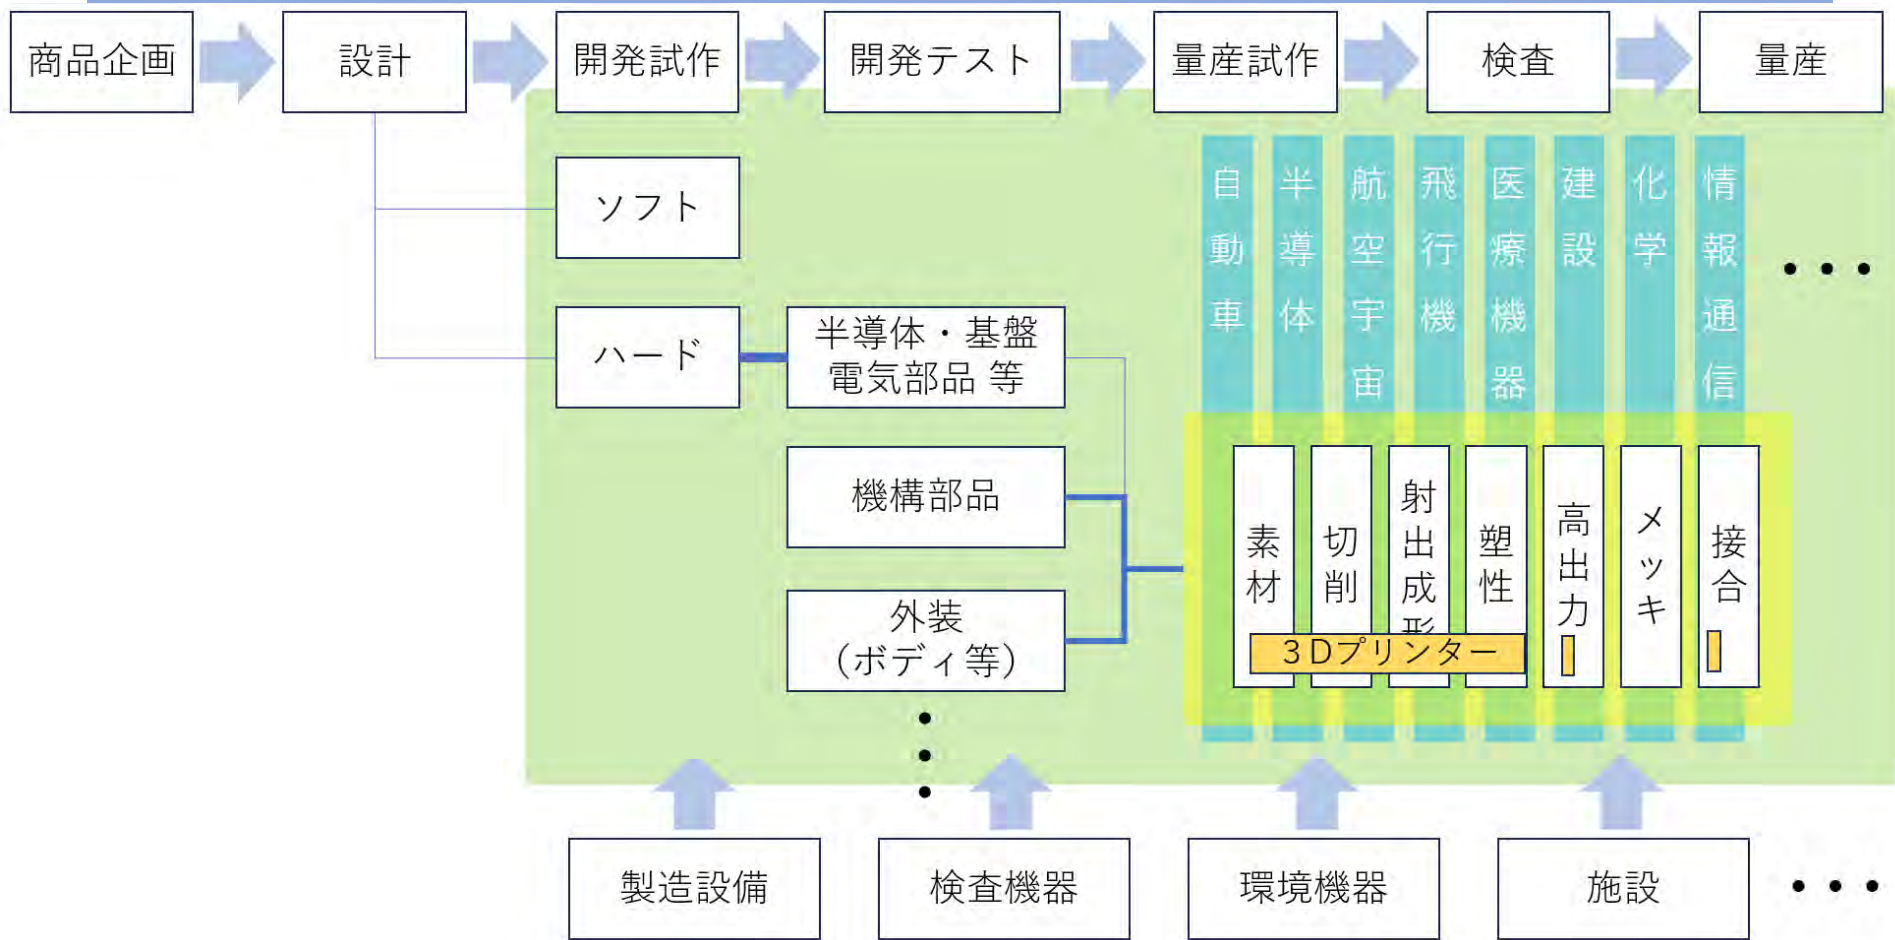 商品企画
設計
開発試作
開発テスト
量産試作
検査
量産
ソフト
ハード
半導体・基盤
電気部品 等
機構部品
外装
（ボディ等）
自動車
半導体
航空宇宙
飛行機
医療機器
建設
化学
情報通信
・・・
素材
切削
射出成形
塑性
高出力
メッキ
接合
３Dプリンター
製造設備
検査機器
環境機器
施設
・・・